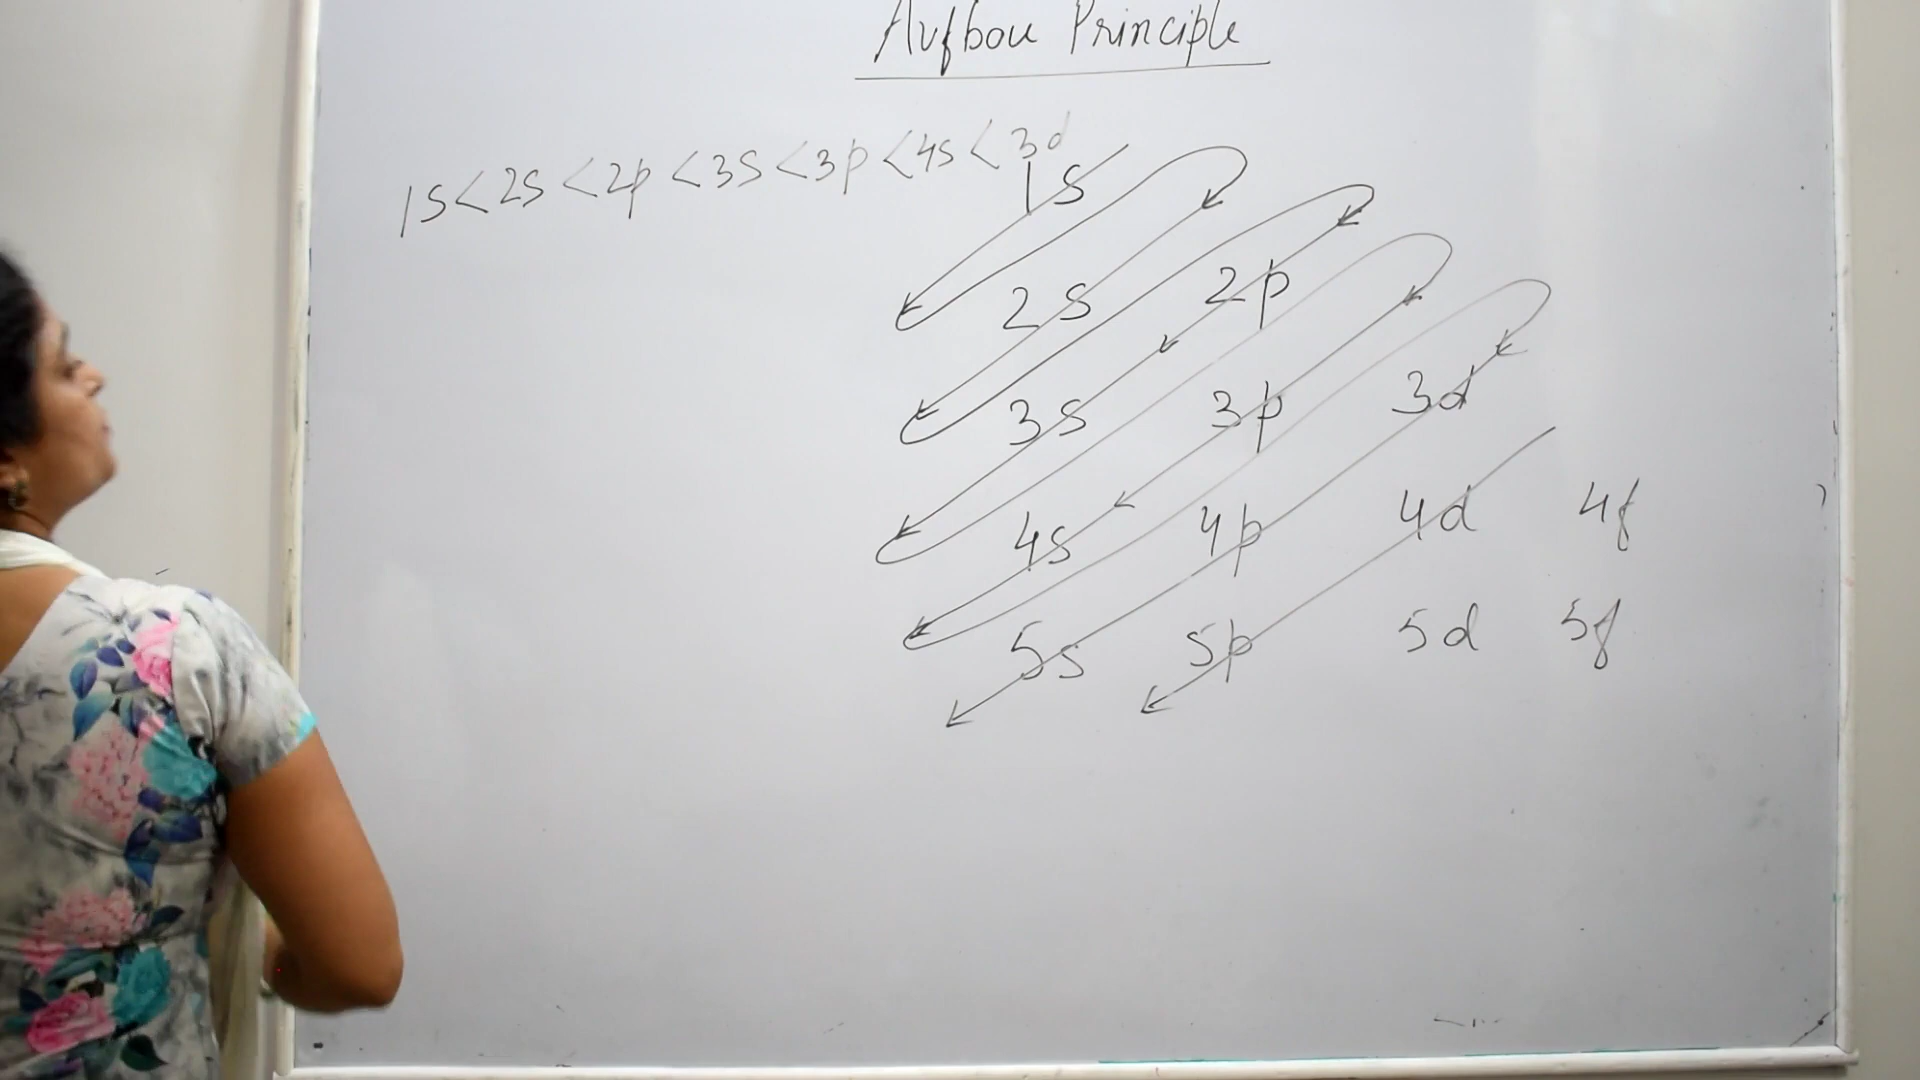 Aufbau Principle
1s<2s<2p<3s<3p<4s<3d
1s
2s 2p
3s 3p 3d
4s 4p 4d 4f
5s 5p 5d 5f